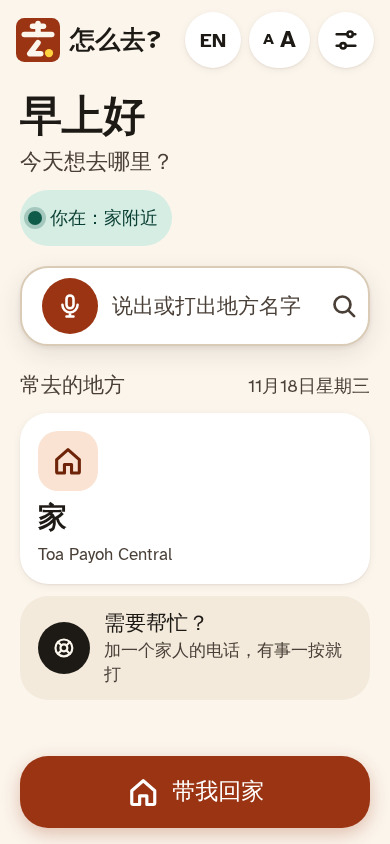 去
怎么去?
EN
A A
早上好
今天想去哪里？
你在：家附近
说出或打出地方名字
常去的地方
11月18日星期三
家
Toa Payoh Central
需要帮忙？
加一个家人的电话，有事一按就
打
带我回家